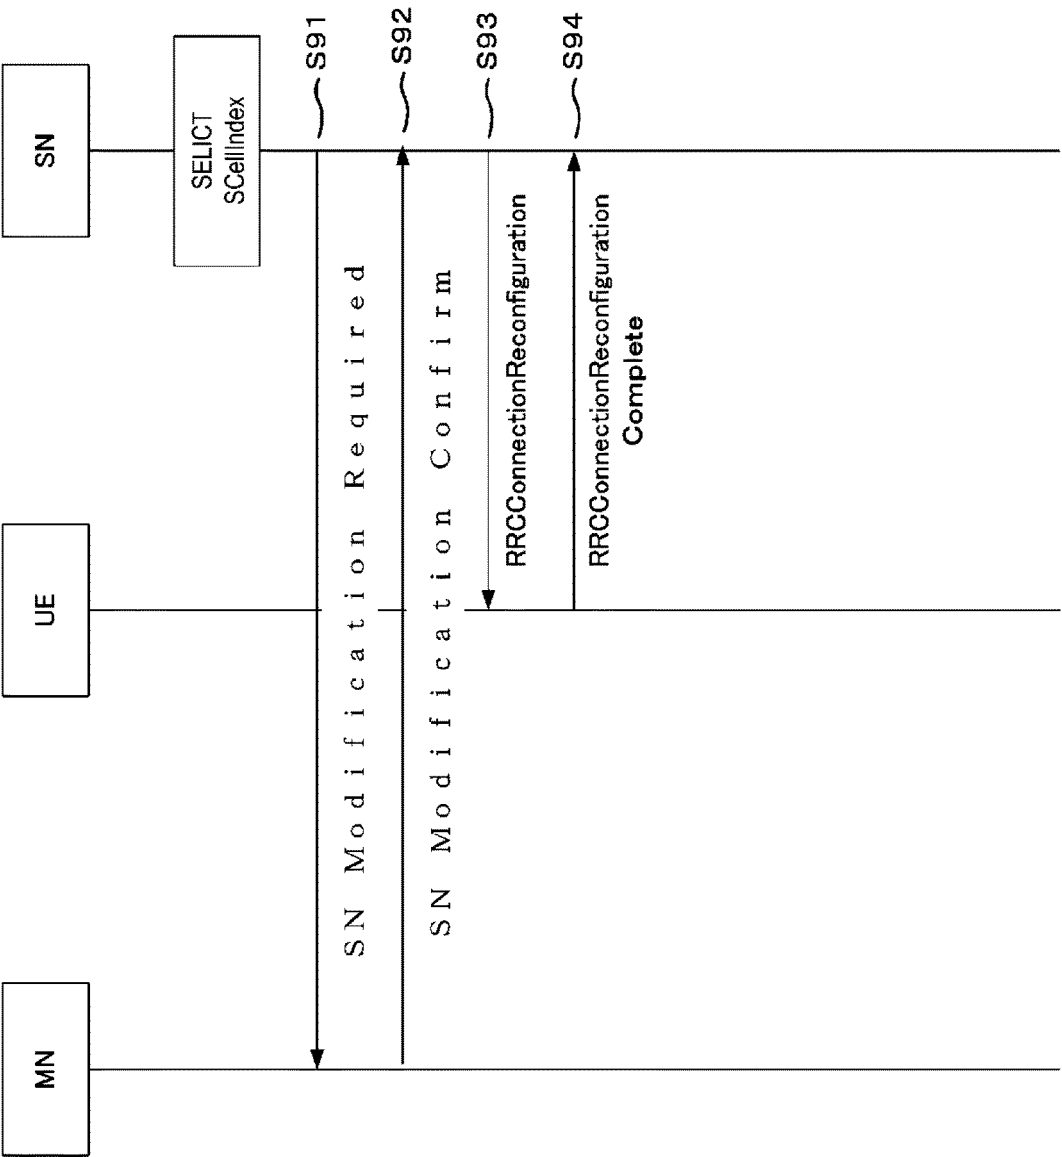 MN
UE
SN
SELICT
SCellIndex
S91
SN Modification Required
S92
SN Modification Confirm
S93
RRCConnectionReconfiguration
S94
RRCConnectionReconfiguration
Complete